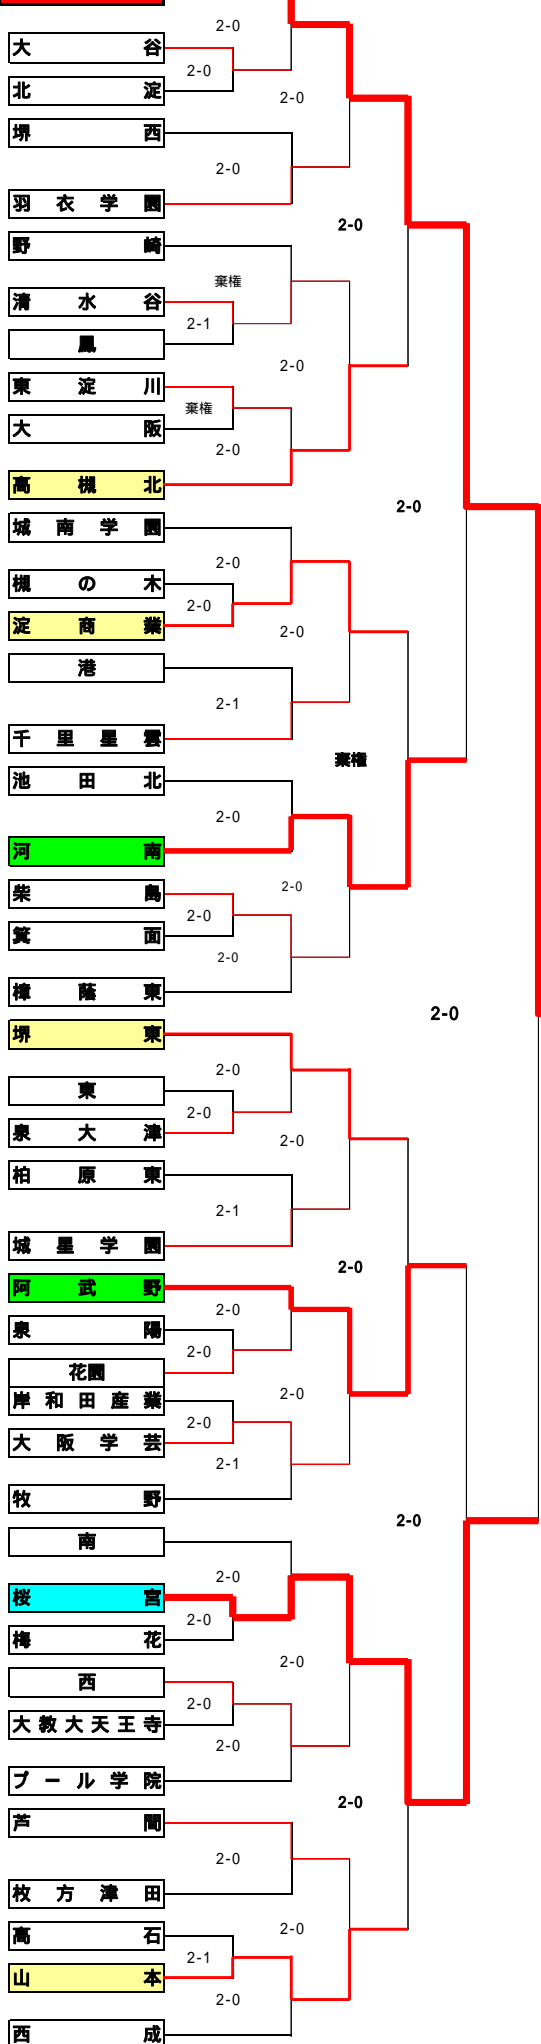 2-0
大谷
2-0
北淀
2-0
堺西
2-0
羽衣学園
2-0
野崎
棄権
清水谷
2-1
鳳
2-0
東淀川
棄権
大阪
2-0
高槻北
2-0
城南学園
2-0
槻の木
2-0
淀商業
2-0
港
2-1
千里星雲
棄権
池田北
2-0
河南
2-0
柴島
2-0
箕面
2-0
樟蔭東
2-0
堺東
2-0
東
2-0
泉大津
2-0
柏原東
2-1
城星学園
2-0
阿武野
2-0
泉陽
2-0
花園
2-0
岸和田産業
2-0
大阪学芸
2-1
牧野
2-0
南
2-0
桜宮
2-0
梅花
2-0
西
2-0
大教大天王寺
2-0
プール学院
2-0
芦間
2-0
枚方津田
2-0
高石
2-1
山本
2-0
西成